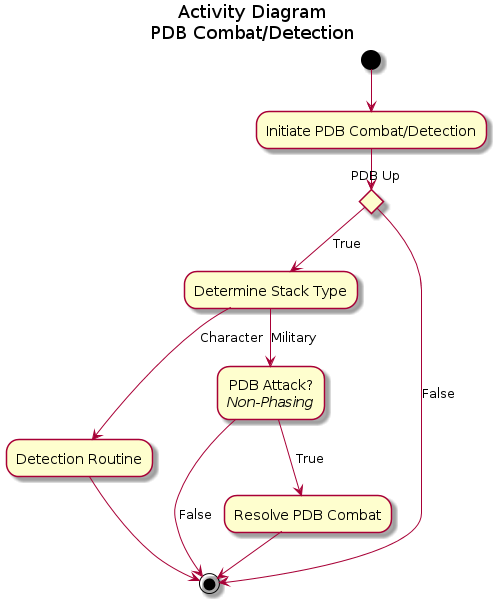 Activity Diagram
PDB Combat/Detection
Initiate PDB Combat/Detection
PDB Up
True
Determine Stack Type
Character
Military
PDB Attack?
Non-Phasing
False
Detection Routine
True
Resolve PDB Combat
False